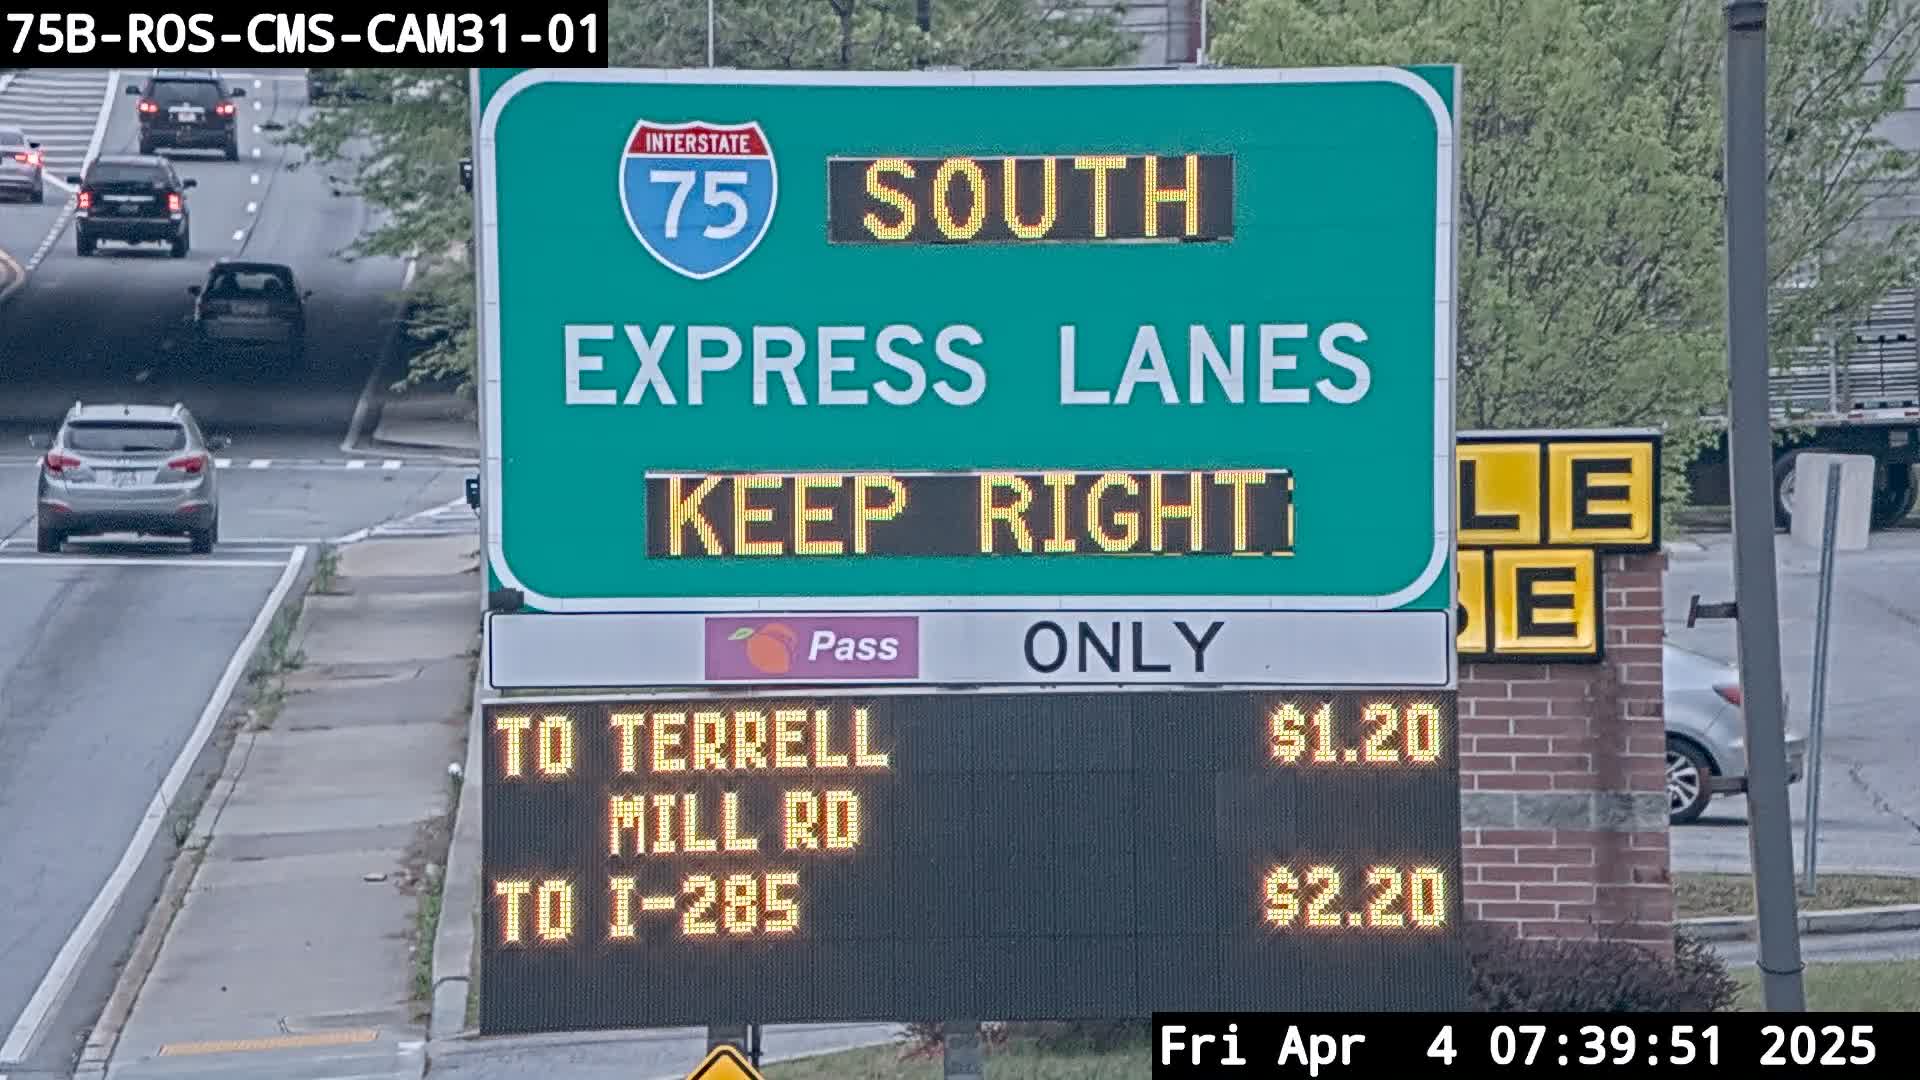 75B-ROS-CMS-CAM31-01
INTERSTATE
75
SOUTH
EXPRESS LANES
KEEP RIGHT
Pass ONLY
TO TERRELL $1.20
MILL RD
TO I-285 $2.20
LE
E
Fri Apr 4 07:39:51 2025